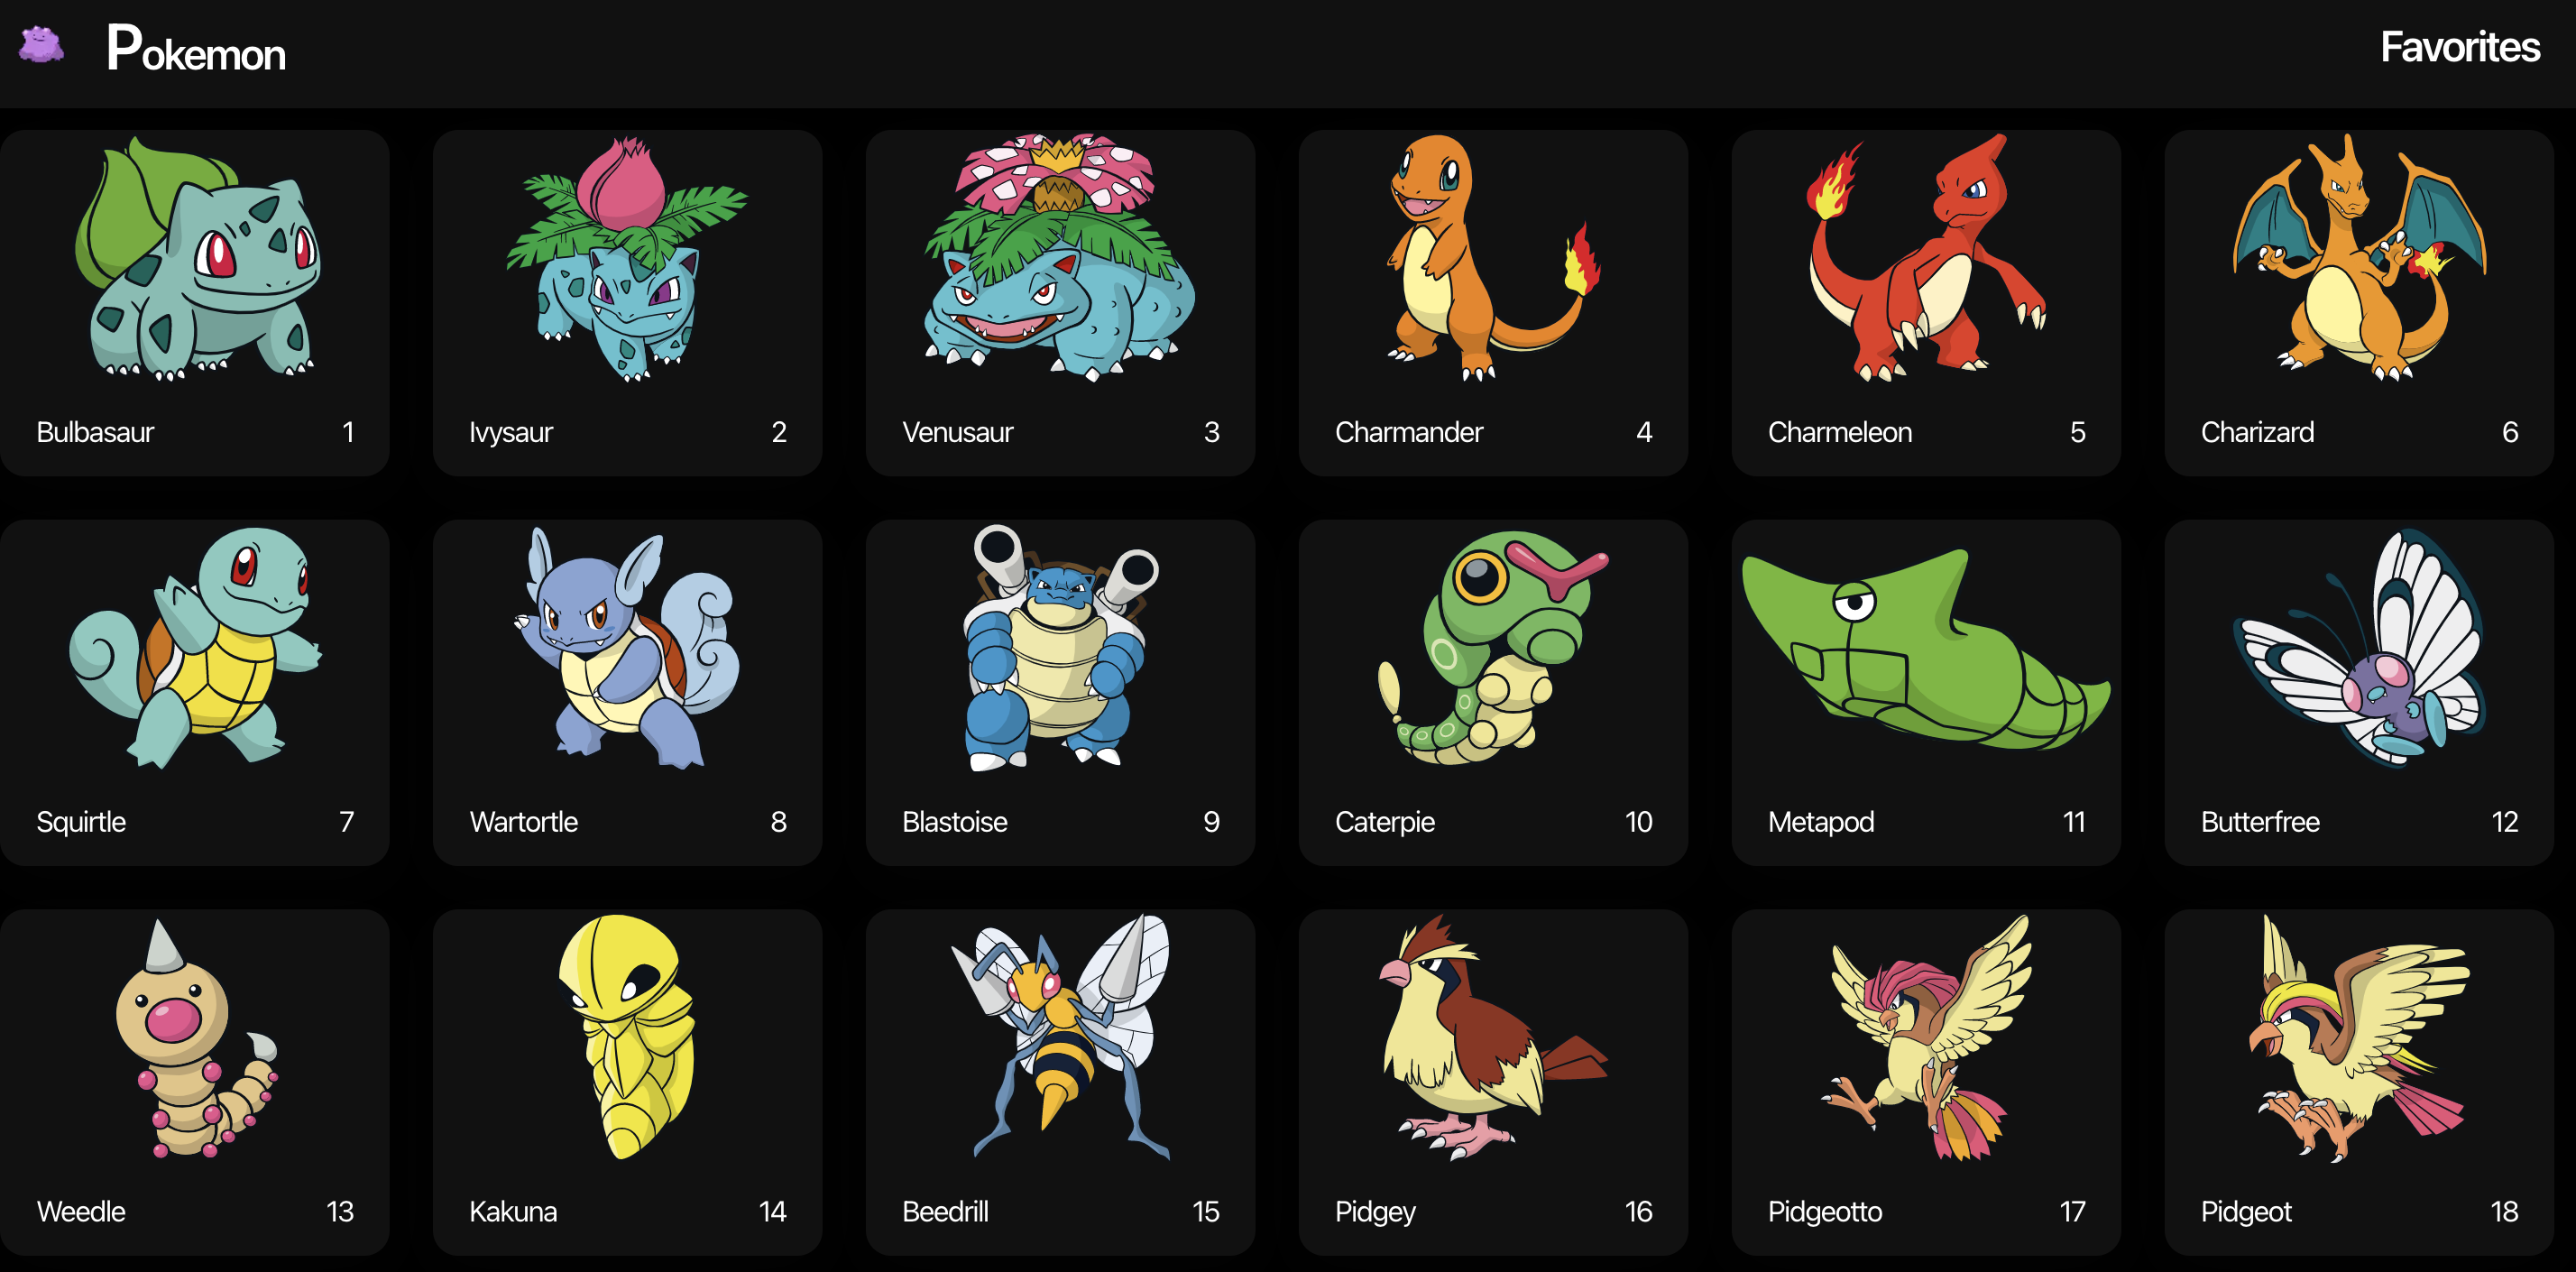 Pokemon
Favorites
Bulbasaur 1
Ivysaur 2
Venusaur 3
Charmander 4
Charmeleon 5
Charizard 6
Squirtle 7
Wartortle 8
Blastoise 9
Caterpie 10
Metapod 11
Butterfree 12
Weedle 13
Kakuna 14
Beedrill 15
Pidgey 16
Pidgeotto 17
Pidgeot 18